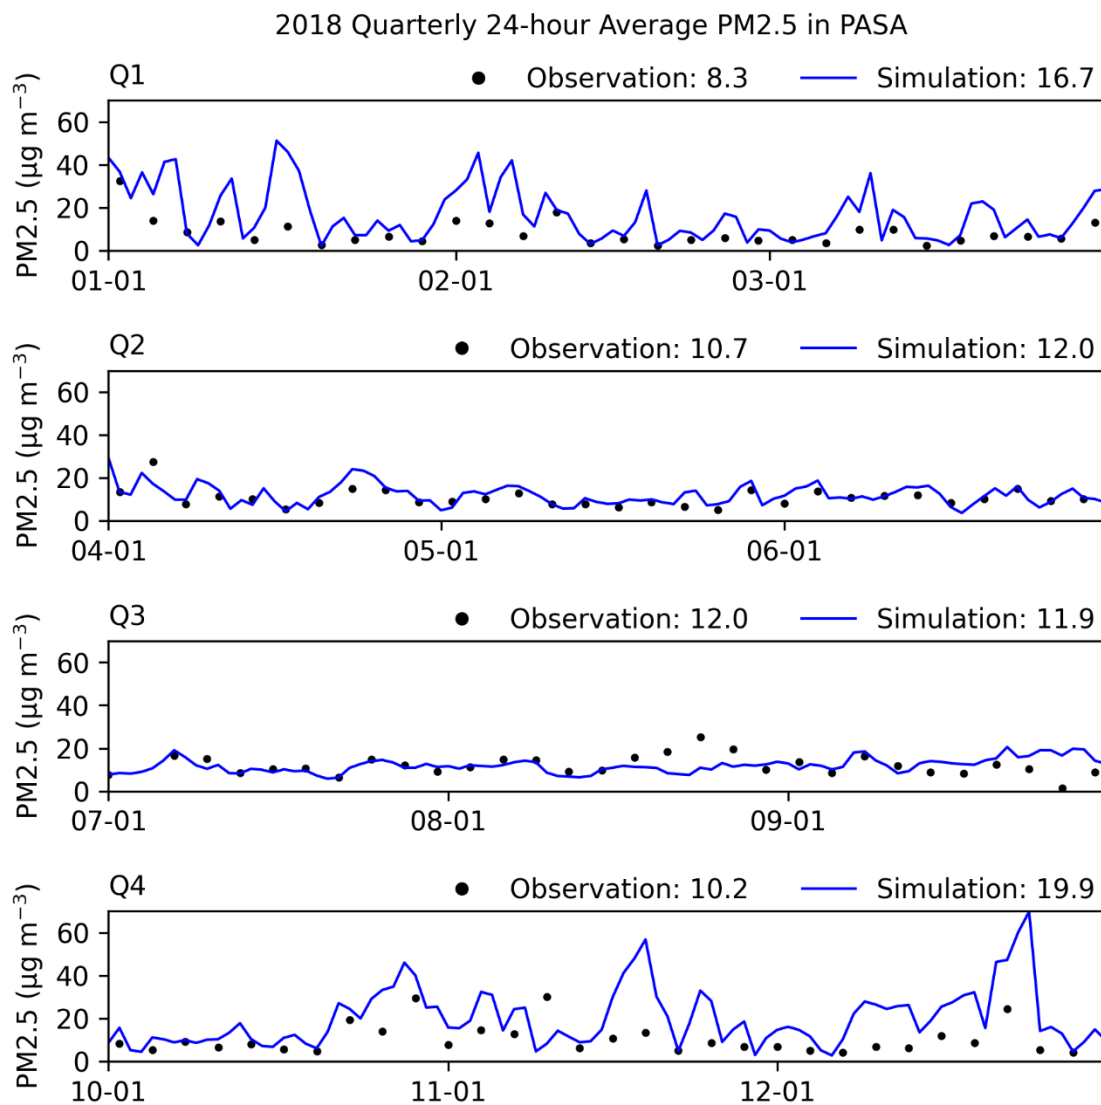 2018 Quarterly 24-hour Average PM2.5 in PASA
Q1 Observation: 8.3 Simulation: 16.7
PM2.5 (μg m⁻³)
60
40
20
0
01-01 02-01 03-01
Q2 Observation: 10.7 Simulation: 12.0
PM2.5 (μg m⁻³)
60
40
20
0
04-01 05-01 06-01
Q3 Observation: 12.0 Simulation: 11.9
PM2.5 (μg m⁻³)
60
40
20
0
07-01 08-01 09-01
Q4 Observation: 10.2 Simulation: 19.9
PM2.5 (μg m⁻³)
60
40
20
0
10-01 11-01 12-01